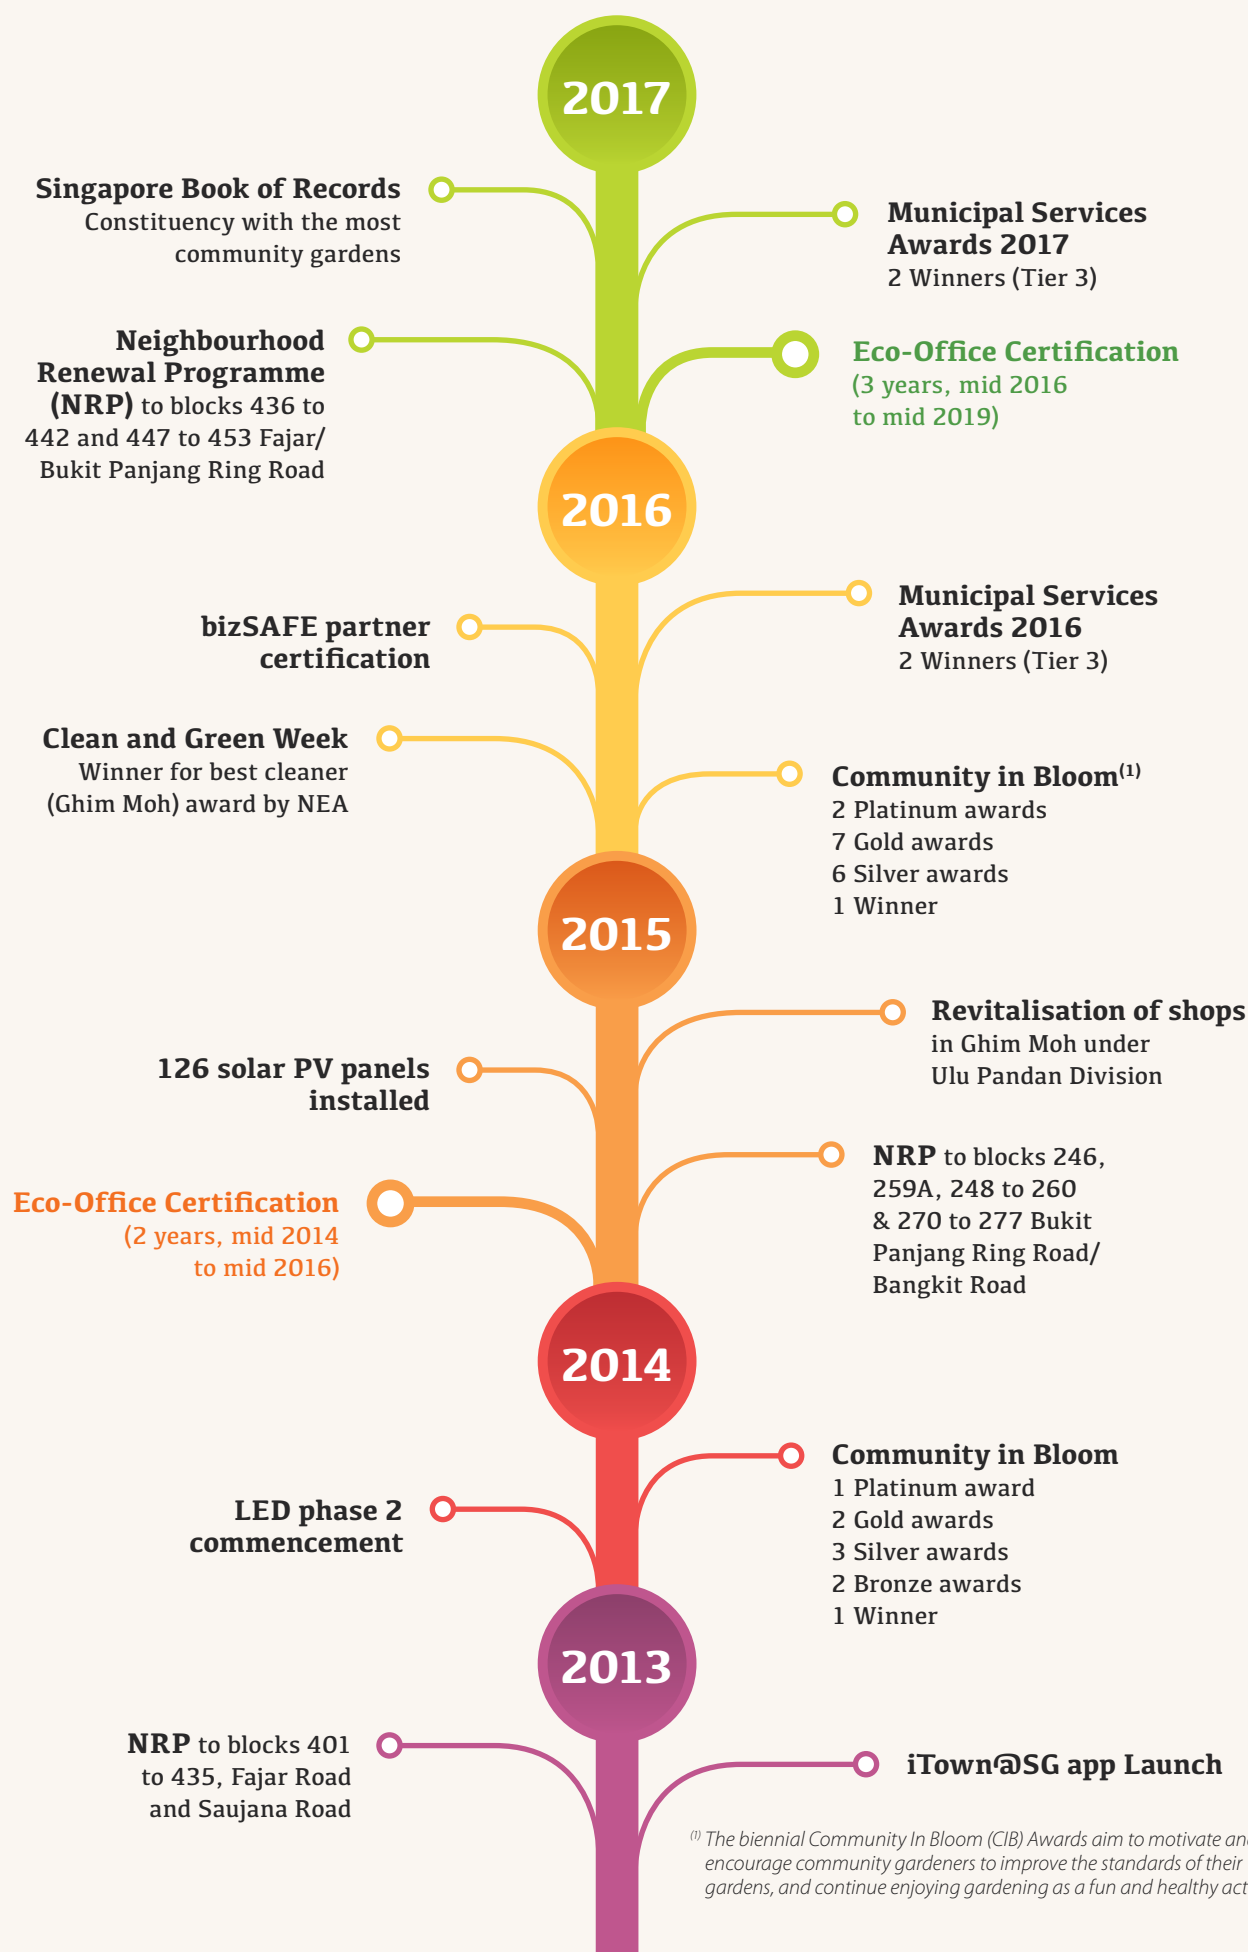 2017
Singapore Book of Records
Constituency with the most
community gardens
Municipal Services
Awards 2017
2 Winners (Tier 3)
Neighbourhood
Renewal Programme
(NRP) to blocks 436 to
442 and 447 to 453 Fajar/
Bukit Panjang Ring Road
Eco-Office Certification
(3 years, mid 2016
to mid 2019)
2016
bizSAFE partner
certification
Municipal Services
Awards 2016
2 Winners (Tier 3)
Clean and Green Week
Winner for best cleaner
(Ghim Moh) award by NEA
Community in Bloom(1)
2 Platinum awards
7 Gold awards
6 Silver awards
1 Winner
2015
Revitalisation of shops
in Ghim Moh under
Ulu Pandan Division
126 solar PV panels
installed
NRP to blocks 246,
259A, 248 to 260
& 270 to 277 Bukit
Panjang Ring Road/
Bangkit Road
Eco-Office Certification
(2 years, mid 2014
to mid 2016)
2014
Community in Bloom
1 Platinum award
2 Gold awards
3 Silver awards
2 Bronze awards
1 Winner
LED phase 2
commencement
2013
NRP to blocks 401
to 435, Fajar Road
and Saujana Road
iTown@SG app Launch
(1) The biennial Community In Bloom (CIB) Awards aim to motivate
encourage community gardeners to improve the standards of their
gardens, and continue enjoying gardening as a fun and healthy